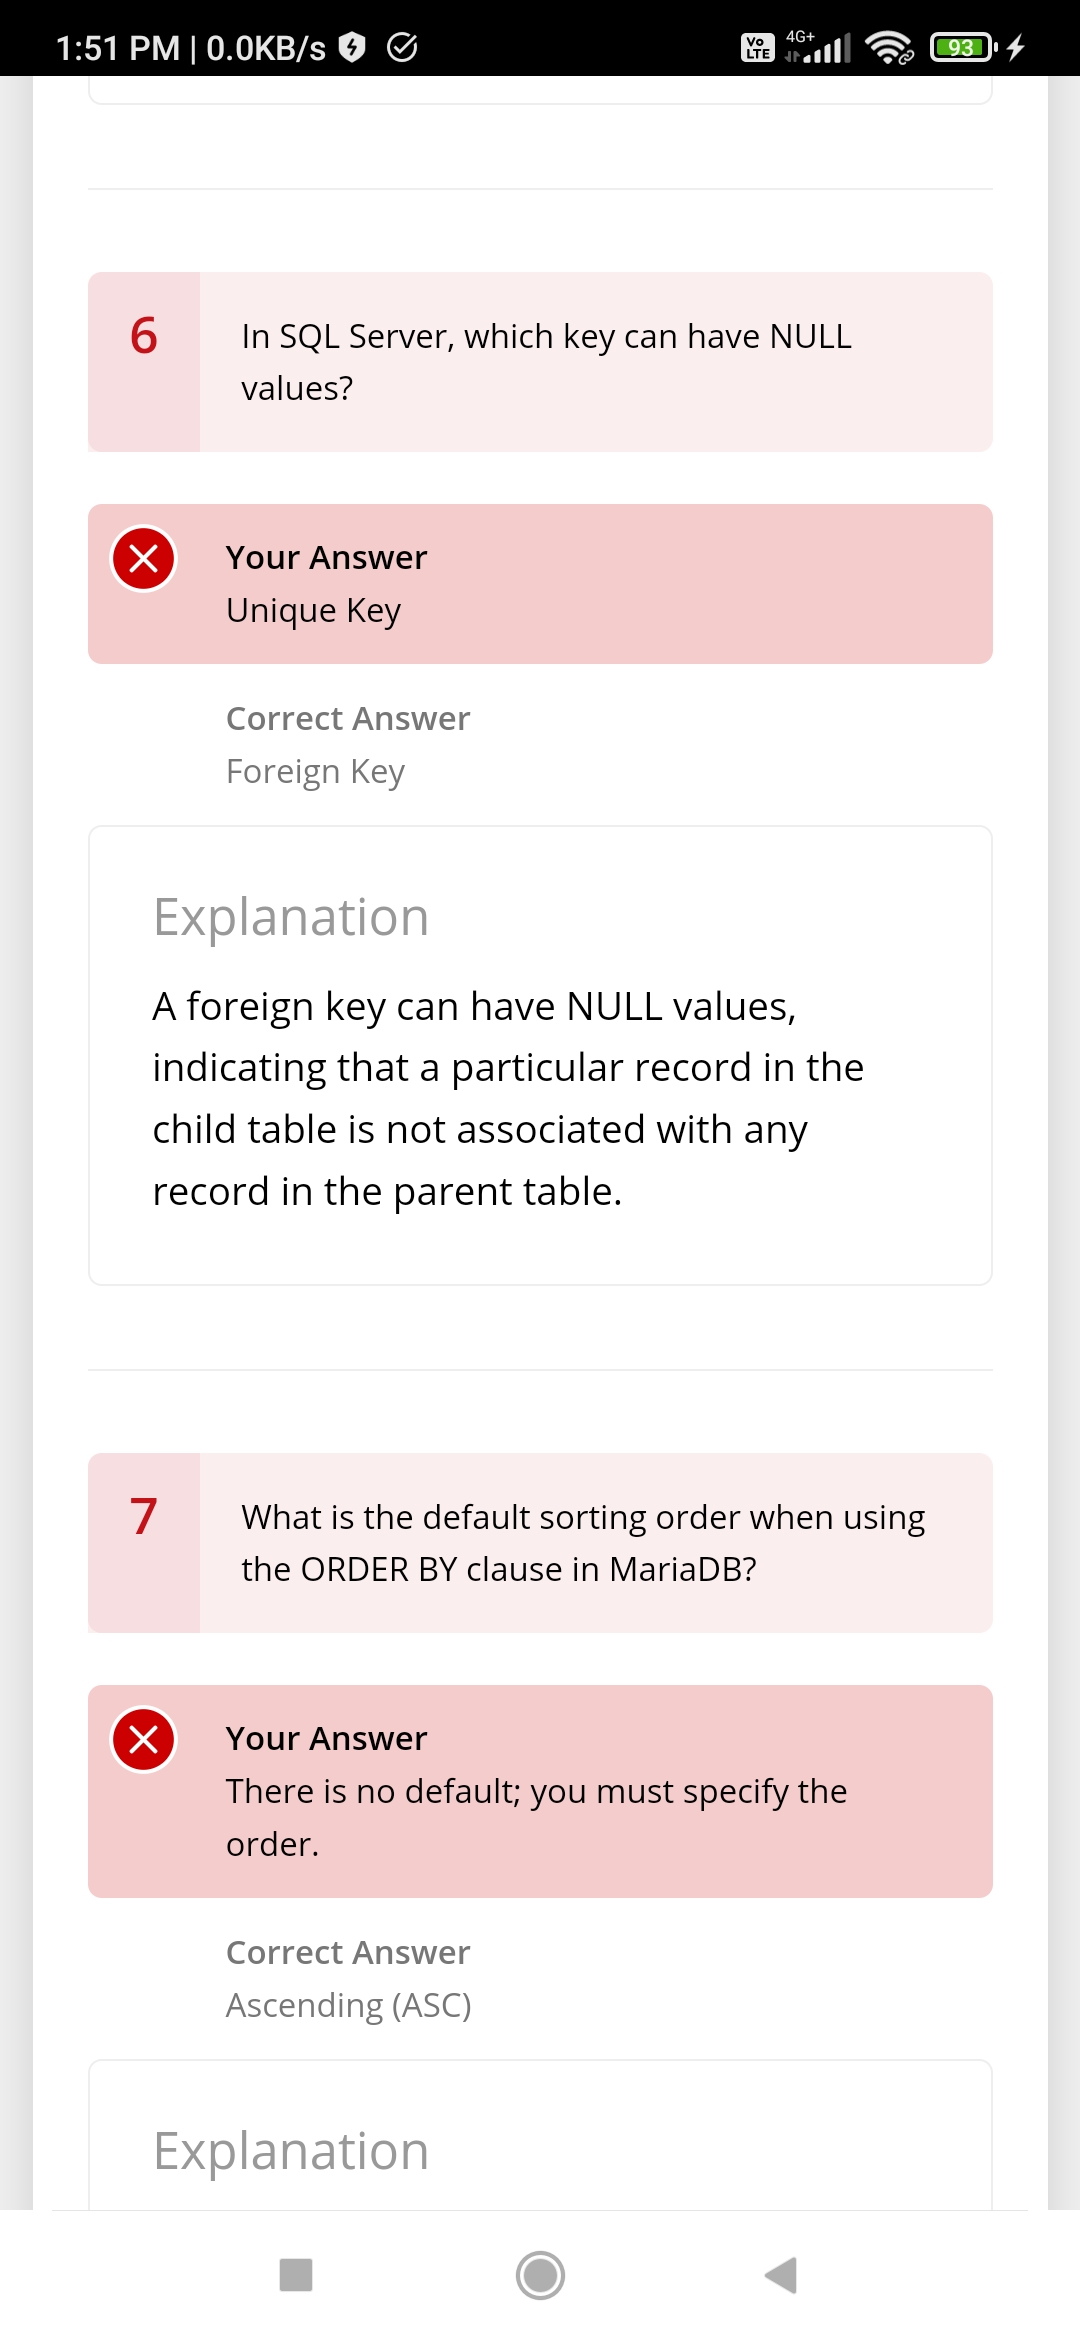 1:51 PM | 0.0KB/s
Vo LTE 4G+ 93
6
In SQL Server, which key can have NULL
values?
Your Answer
Unique Key
Correct Answer
Foreign Key
Explanation
A foreign key can have NULL values,
indicating that a particular record in the
child table is not associated with any
record in the parent table.
7
What is the default sorting order when using
the ORDER BY clause in MariaDB?
Your Answer
There is no default; you must specify the
order.
Correct Answer
Ascending (ASC)
Explanation